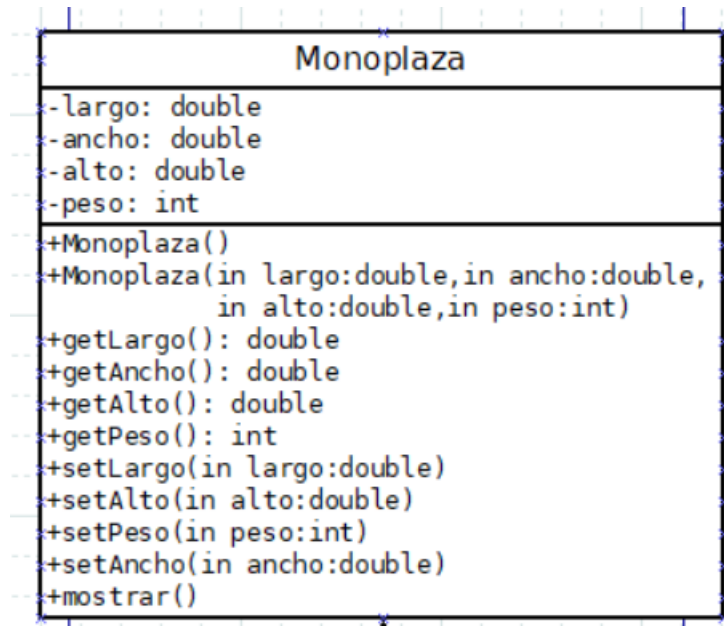 Monoplaza
-largo: double
-ancho: double
-alto: double
-peso: int
+Monoplaza()
+Monoplaza(in largo:double,in ancho:double,
in alto:double,in peso:int)
+getLargo(): double
+getAncho(): double
+getAlto(): double
+getPeso(): int
+setLargo(in largo:double)
+setAlto(in alto:double)
+setPeso(in peso:int)
+setAncho(in ancho:double)
+mostrar()